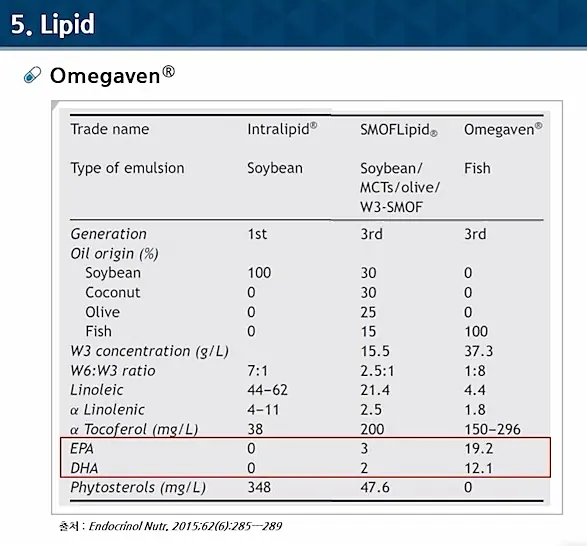 5. Lipid
Omegaven®
Trade name Intralipid® SMOFLipid® Omegaven®
Type of emulsion Soybean Soybean/ Fish
MCTs/olive/
W3-SMOF
Generation 1st 3rd 3rd
Oil origin (%)
Soybean 100 30 0
Coconut 0 30 0
Olive 0 25 0
Fish 0 15 100
W3 concentration (g/L) 15.5 37.3
W6:W3 ratio 7:1 2.5:1 1:8
Linoleic 44–62 21.4 4.4
α Linolenic 4–11 2.5 1.8
α Tocoferol (mg/L) 38 200 150–296
EPA 0 3 19.2
DHA 0 2 12.1
Phytosterols (mg/L) 348 47.6 0
출처 : Endocrinol Nutr. 2015;62(6):285—289